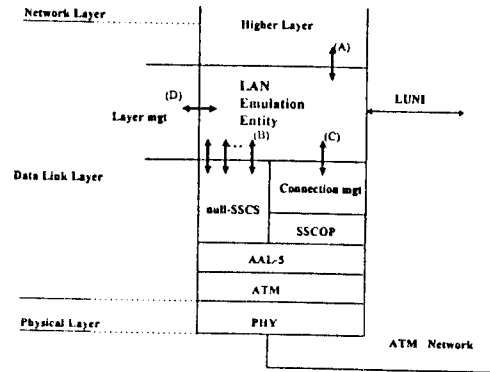 Network Layer
Higher Layer
(A)
(D)
LAN
Emulation
Entity
LUNI
Layer mgt
(B)
(C)
Data Link Layer
null-SSCS
Connection mgt
SSCOP
AAL-5
ATM
Physical Layer
PHY
ATM Network